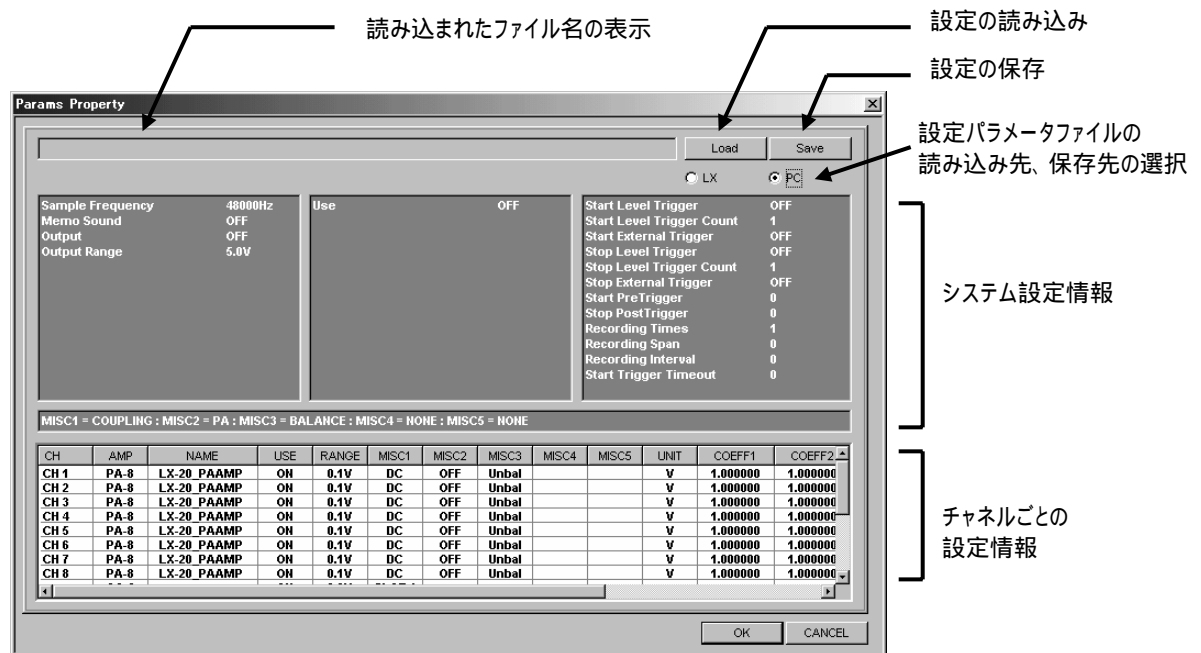 読み込まれたファイル名の表示
設定の読み込み
設定の保存
設定パラメータファイルの
読み込み先、保存先の選択
Params Property
Load Save
LX PC
Sample Frequency 48000Hz
Memo Sound OFF
Output OFF
Output Range 5.0V
Use OFF
Start Level Trigger OFF
Start Level Trigger Count 1
Start External Trigger OFF
Stop Level Trigger OFF
Stop Level Trigger Count 1
Stop External Trigger OFF
Start PreTrigger 0
Stop PostTrigger 0
Recording Times 1
Recording Span 0
Recording Interval 0
Start Trigger Timeout 0
システム設定情報
MISC1 = COUPLING : MISC2 = PA : MISC3 = BALANCE : MISC4 = NONE : MISC5 = NONE
CH AMP NAME USE RANGE MISC1 MISC2 MISC3 MISC4 MISC5 UNIT COEFF1 COEFF2
CH 1 PA-8 LX-20_PAAMP ON 0.1V DC OFF Unbal V 1.000000 1.000000
CH 2 PA-8 LX-20_PAAMP ON 0.1V DC OFF Unbal V 1.000000 1.000000
CH 3 PA-8 LX-20_PAAMP ON 0.1V DC OFF Unbal V 1.000000 1.000000
CH 4 PA-8 LX-20_PAAMP ON 0.1V DC OFF Unbal V 1.000000 1.000000
CH 5 PA-8 LX-20_PAAMP ON 0.1V DC OFF Unbal V 1.000000 1.000000
CH 6 PA-8 LX-20_PAAMP ON 0.1V DC OFF Unbal V 1.000000 1.000000
CH 7 PA-8 LX-20_PAAMP ON 0.1V DC OFF Unbal V 1.000000 1.000000
CH 8 PA-8 LX-20_PAAMP ON 0.1V DC OFF Unbal V 1.000000 1.000000
チャネルごとの
設定情報
OK CANCEL